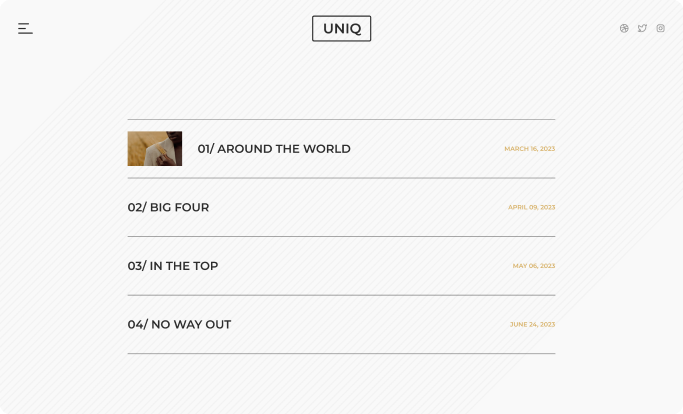 UNIQ
01/ AROUND THE WORLD
MARCH 16, 2023
02/ BIG FOUR
APRIL 09, 2023
03/ IN THE TOP
MAY 06, 2023
04/ NO WAY OUT
JUNE 24, 2023